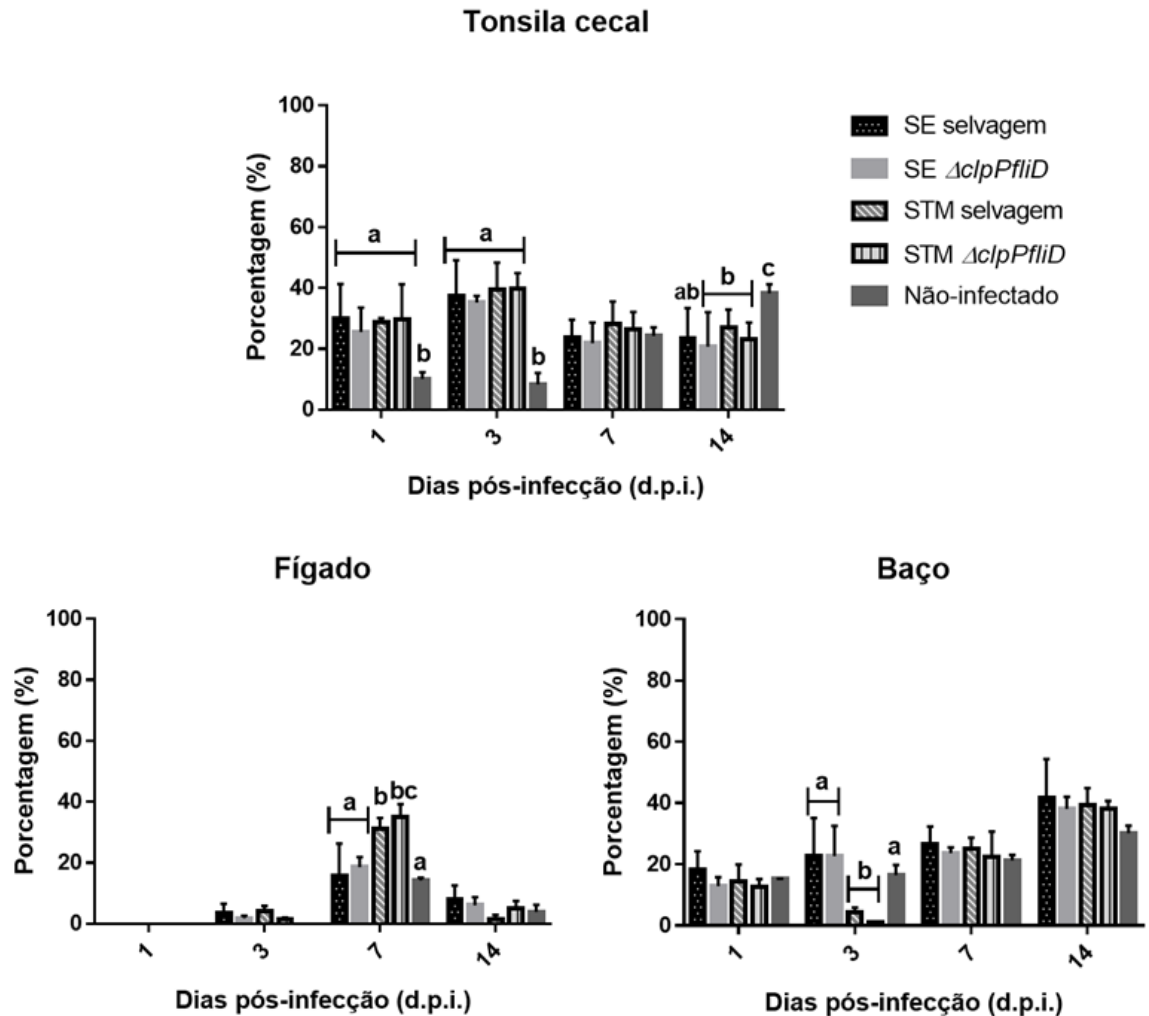 Tonsila cecal
Porcentagem (%)
100
80
60
40
20
0
a
b
a
b
ab
b
c
1
3
7
14
Dias pós-infecção (d.p.i.)
SE selvagem
SE ΔclpPfliD
STM selvagem
STM ΔclpPfliD
Não-infectado
Fígado
Porcentagem (%)
100
80
60
40
20
0
a
b
bc
a
1
3
7
14
Dias pós-infecção (d.p.i.)
Baço
Porcentagem (%)
100
80
60
40
20
0
a
b
a
1
3
7
14
Dias pós-infecção (d.p.i.)